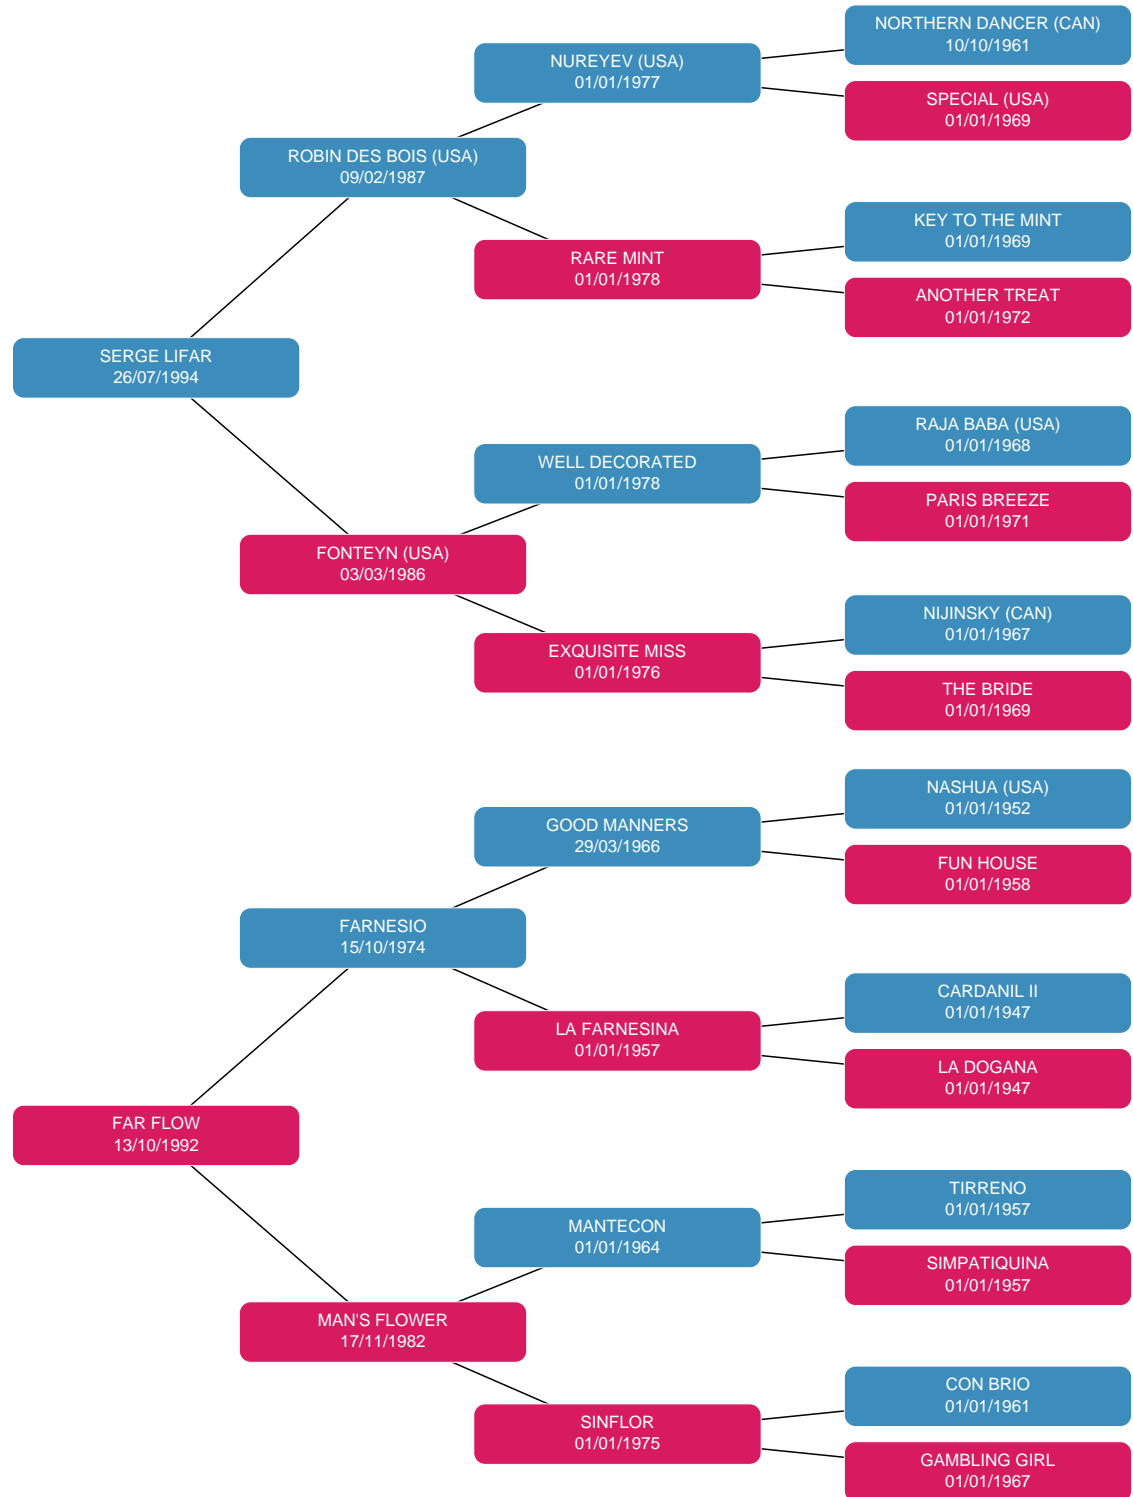 NORTHERN DANCER (CAN)
10/10/1961
NUREYEV (USA)
01/01/1977
SPECIAL (USA)
01/01/1969
ROBIN DES BOIS (USA)
09/02/1987
KEY TO THE MINT
01/01/1969
RARE MINT
01/01/1978
ANOTHER TREAT
01/01/1972
SERGE LIFAR
26/07/1994
RAJA BABA (USA)
01/01/1968
WELL DECORATED
01/01/1978
PARIS BREEZE
01/01/1971
FONTEYN (USA)
03/03/1986
NIJINSKY (CAN)
01/01/1967
EXQUISITE MISS
01/01/1976
THE BRIDE
01/01/1969
NASHUA (USA)
01/01/1952
GOOD MANNERS
29/03/1966
FUN HOUSE
01/01/1958
FARNESIO
15/10/1974
CARDANIL II
01/01/1947
LA FARNESINA
01/01/1957
LA DOGANA
01/01/1947
FAR FLOW
13/10/1992
TIRRENO
01/01/1957
MANTECON
01/01/1964
SIMPATIQUINA
01/01/1957
MAN'S FLOWER
17/11/1982
CON BRIO
01/01/1961
SINFLOR
01/01/1975
GAMBLING GIRL
01/01/1967